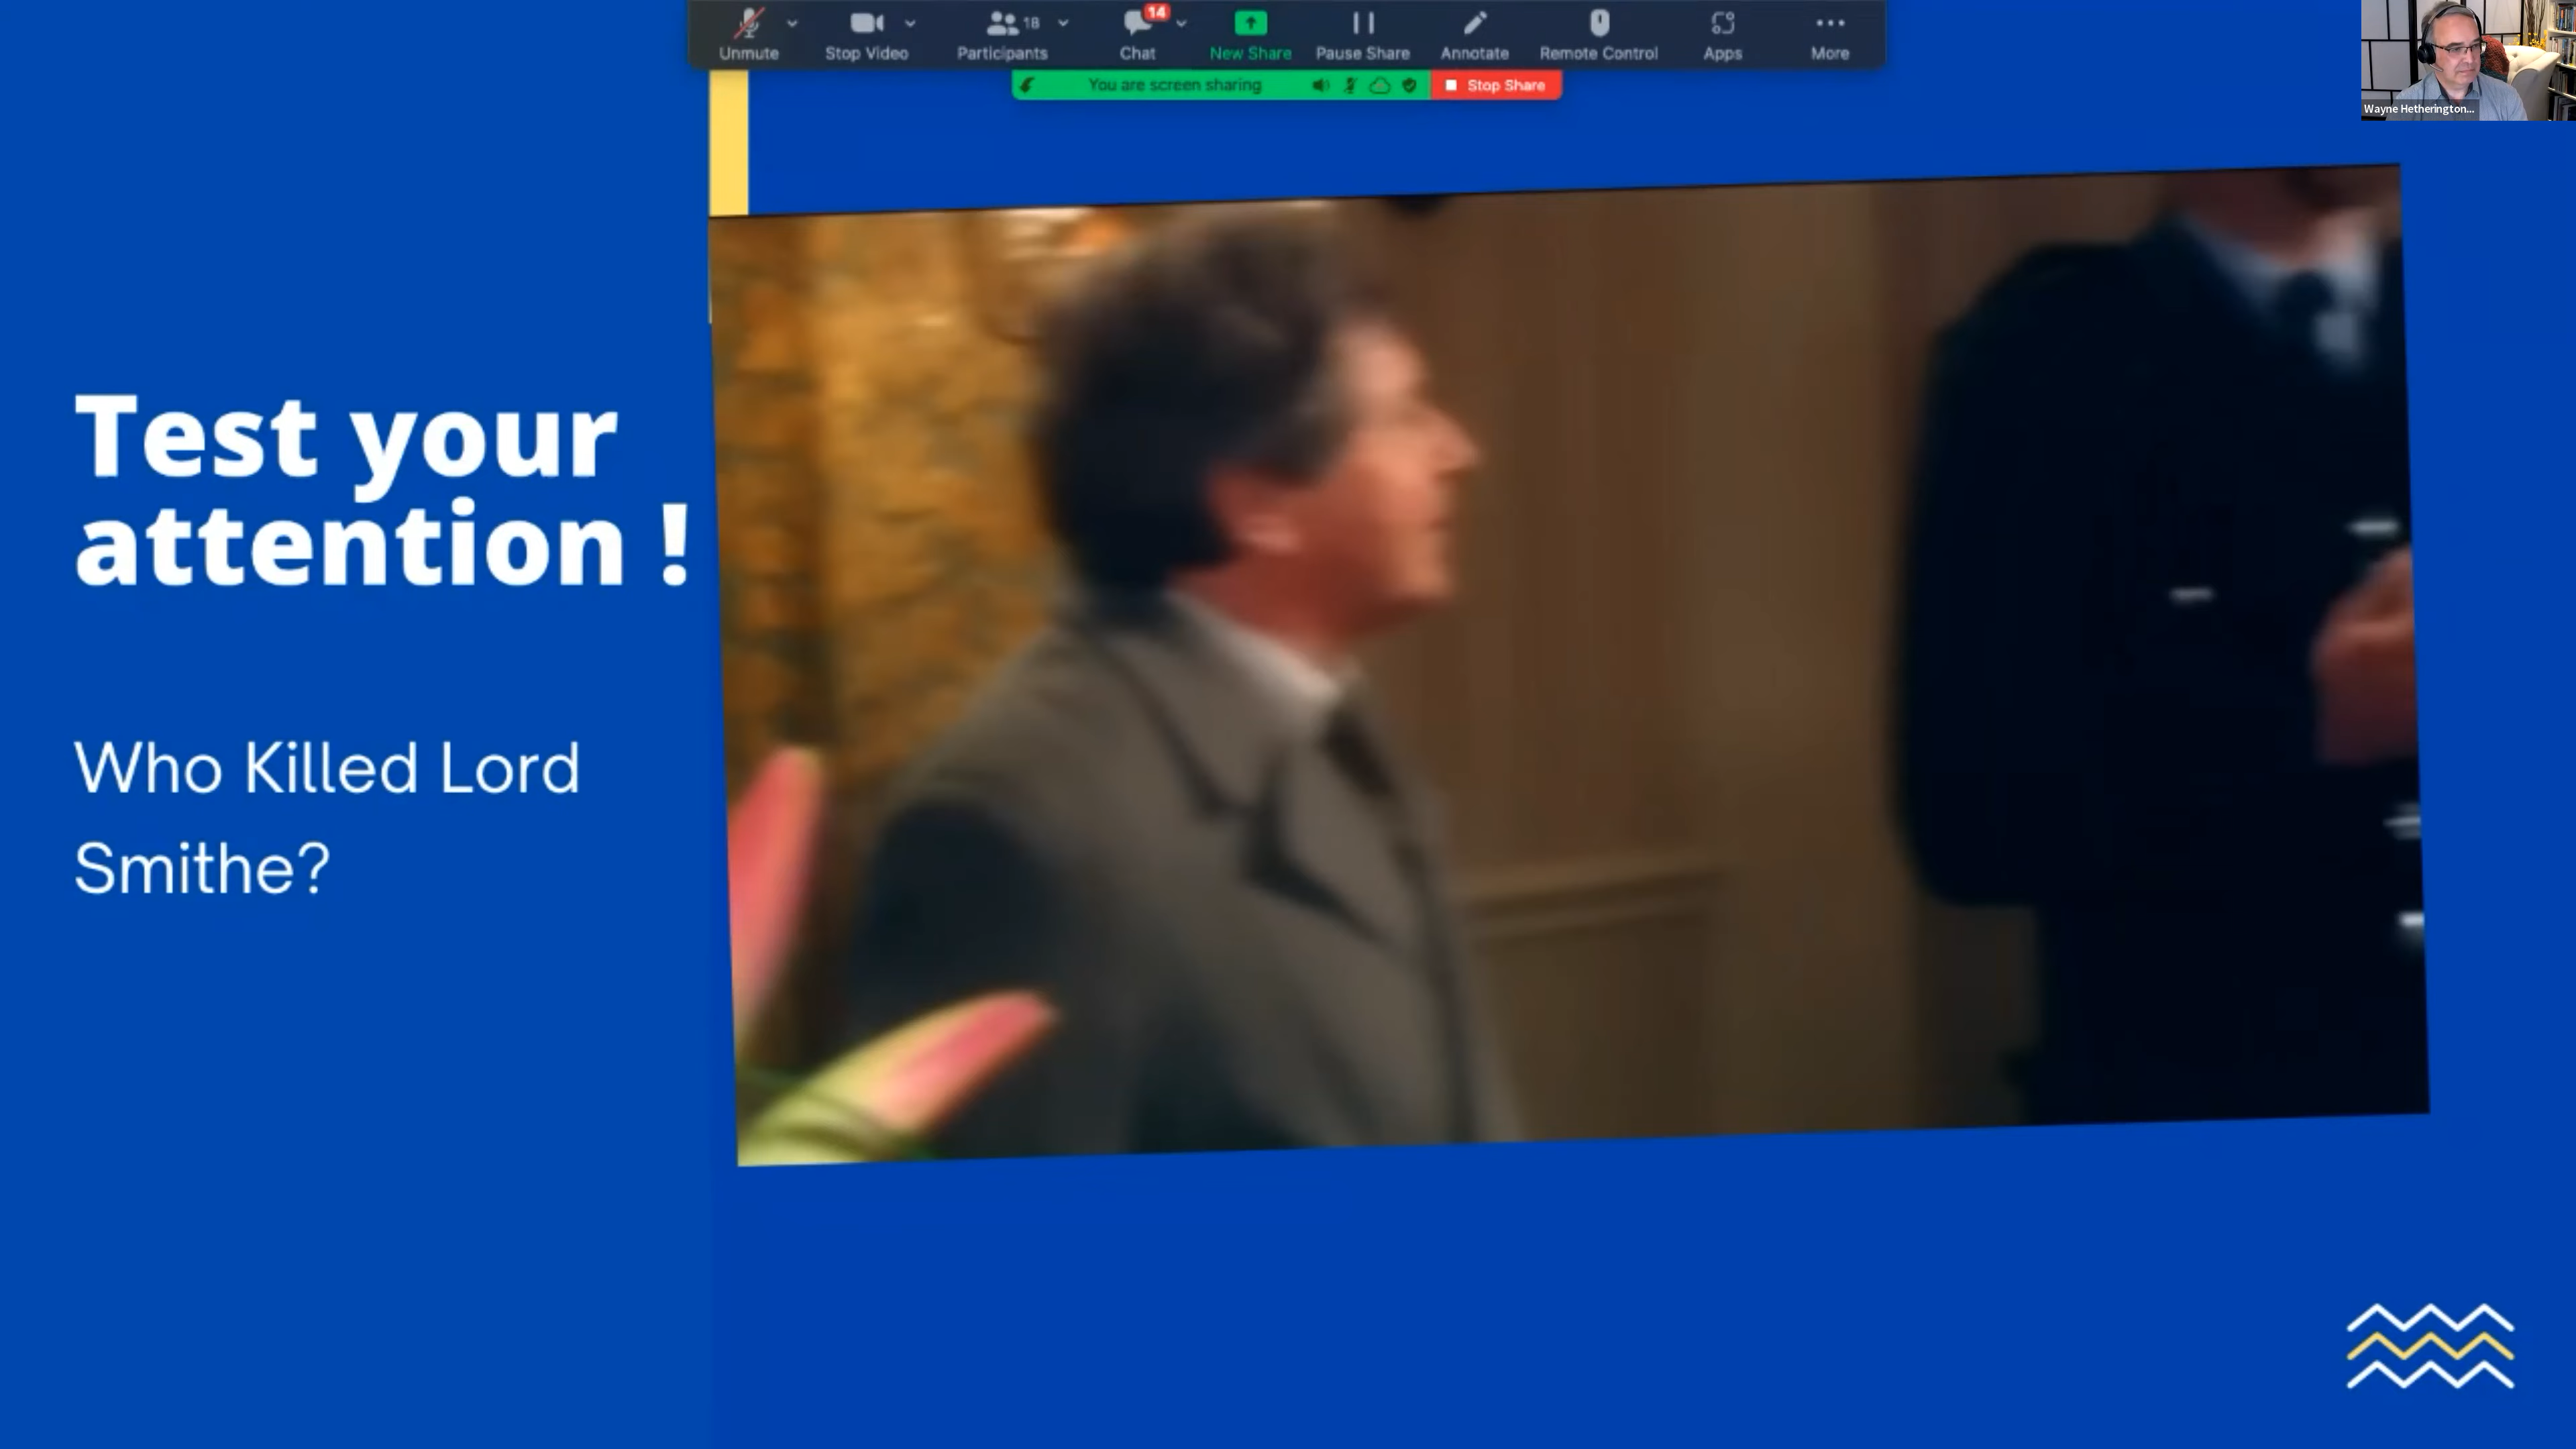 18
14
Unmute
Stop Video
Participants
Chat
New Share
Pause Share
Annotate
Remote Control
Apps
More
You are screen sharing
Stop Share
Wayne Hetherington...
Test your
attention !
Who Killed Lord
Smithe?